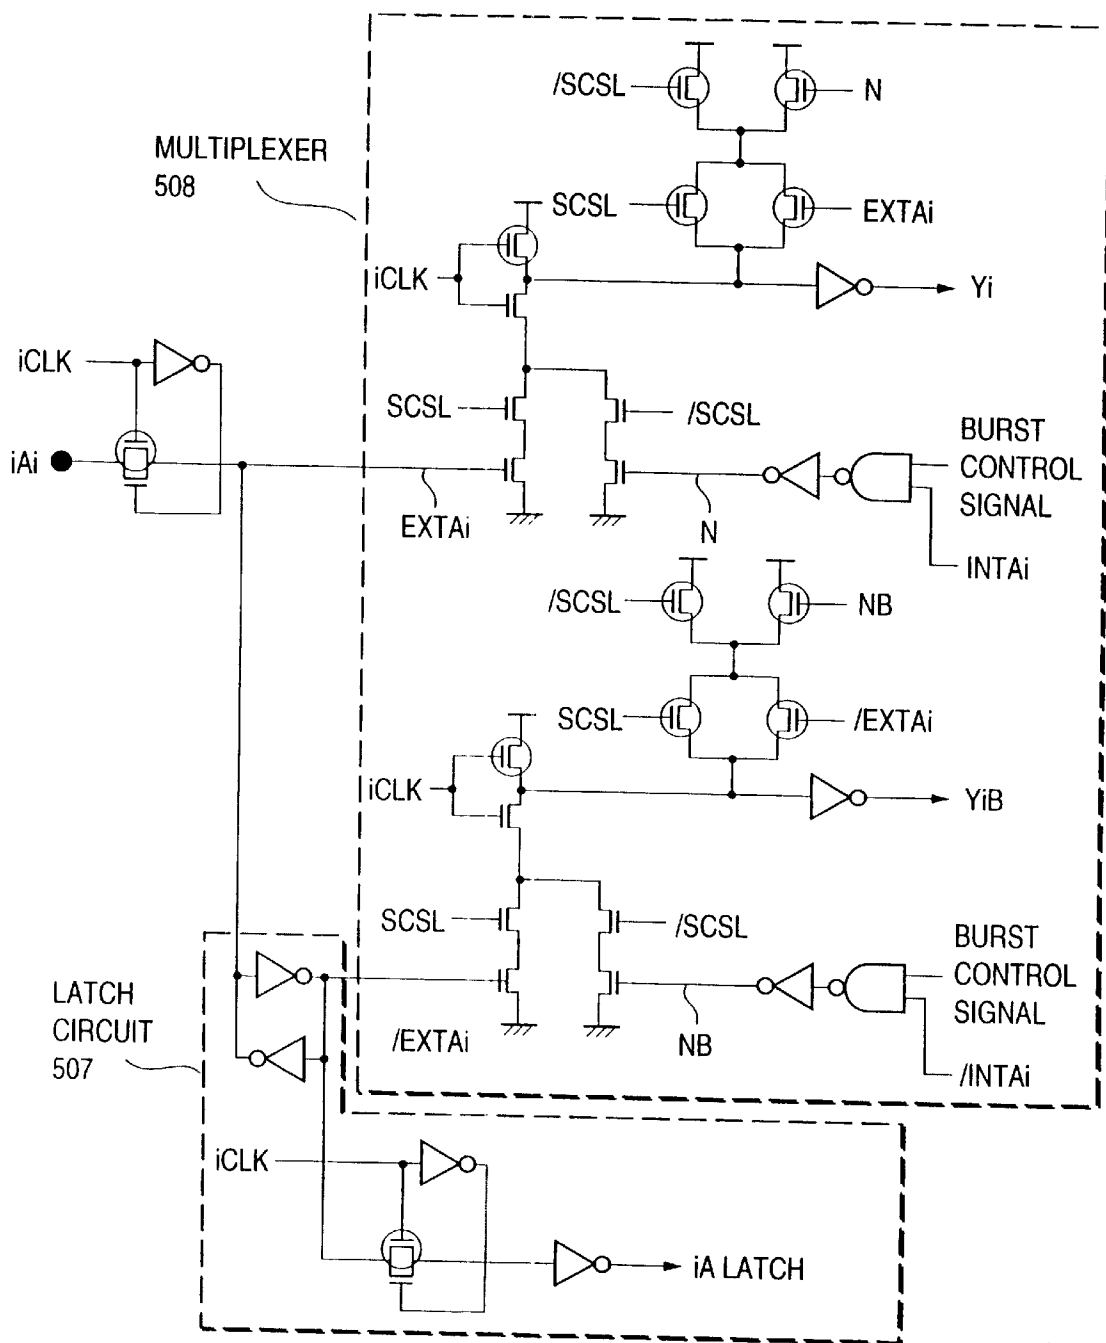 /SCSL
N
MULTIPLEXER
508
SCSL
EXTAi
iCLK
Yi
iCLK
SCSL
/SCSL
BURST
CONTROL
SIGNAL
iAi
EXTAi
N
INTAi
/SCSL
NB
SCSL
/EXTAi
iCLK
YiB
SCSL
/SCSL
BURST
CONTROL
SIGNAL
LATCH
CIRCUIT
507
/EXTAi
NB
/INTAi
iCLK
iA LATCH